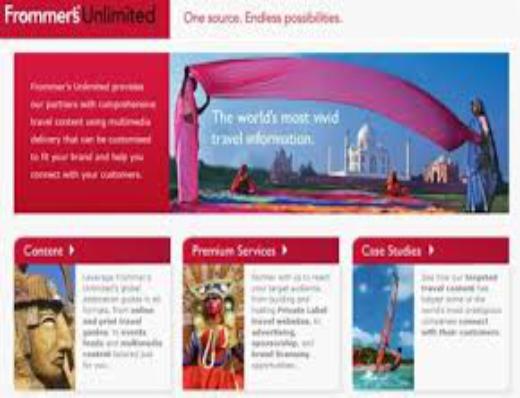 Frommer's Unlimited
One source. Endless possibilities.
Frommer's Unlimited provides
our partners with comprehensive
travel content using multimedia
delivery that can be customised
to fit your brand and help you
connect with your customers.
The world's most vivid
travel information.
Content
Leverage Frommer's
Unlimited's global
destination guides in all
formats, from online
and print travel
guides, to events
feeds and multimedia
content tailored just
for you.
Premium Services
Partner with us to reach
your target audience,
from building and
hosting Private Label
travel websites, to
advertising,
sponsorship, and
brand licensing
opportunities.
Case Studies
See how our targeted
travel content has
helped some of the
world's most prestigious
companies connect
with their customers.